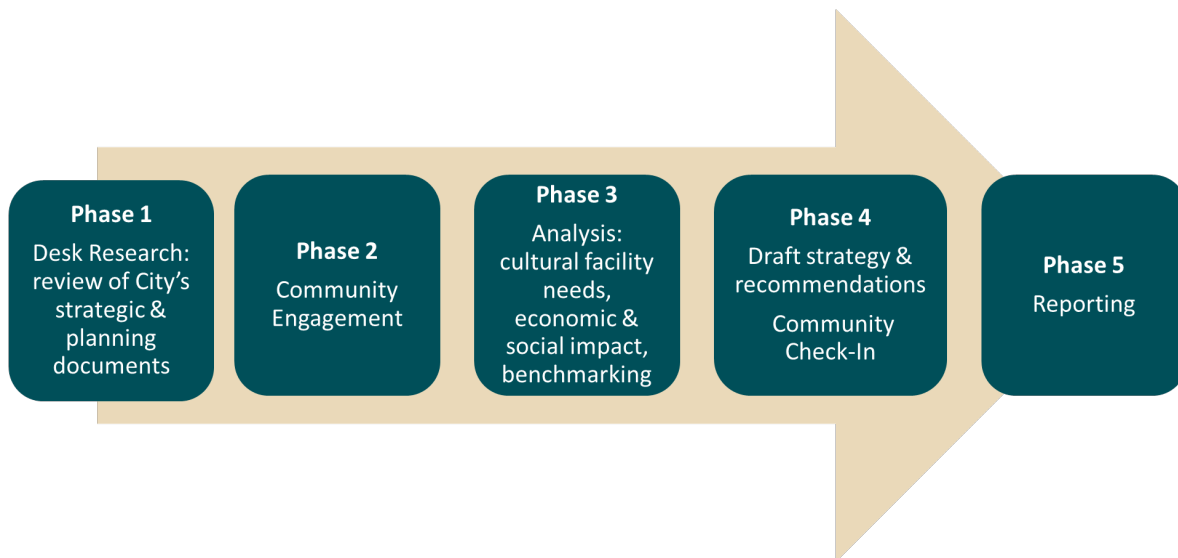 Phase 1
Desk Research:
review of City’s
strategic &
planning
documents
Phase 2
Community
Engagement
Phase 3
Analysis:
cultural facility
needs,
economic &
social impact,
benchmarking
Phase 4
Draft strategy &
recommendations
Community
Check-In
Phase 5
Reporting